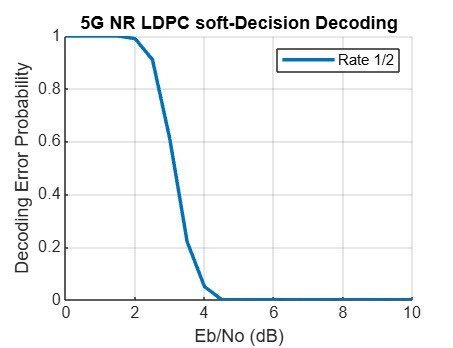 5G NR LDPC soft-Decision Decoding
Rate 1/2
Decoding Error Probability
1
0.8
0.6
0.4
0.2
0
0 2 4 6 8 10
Eb/No (dB)